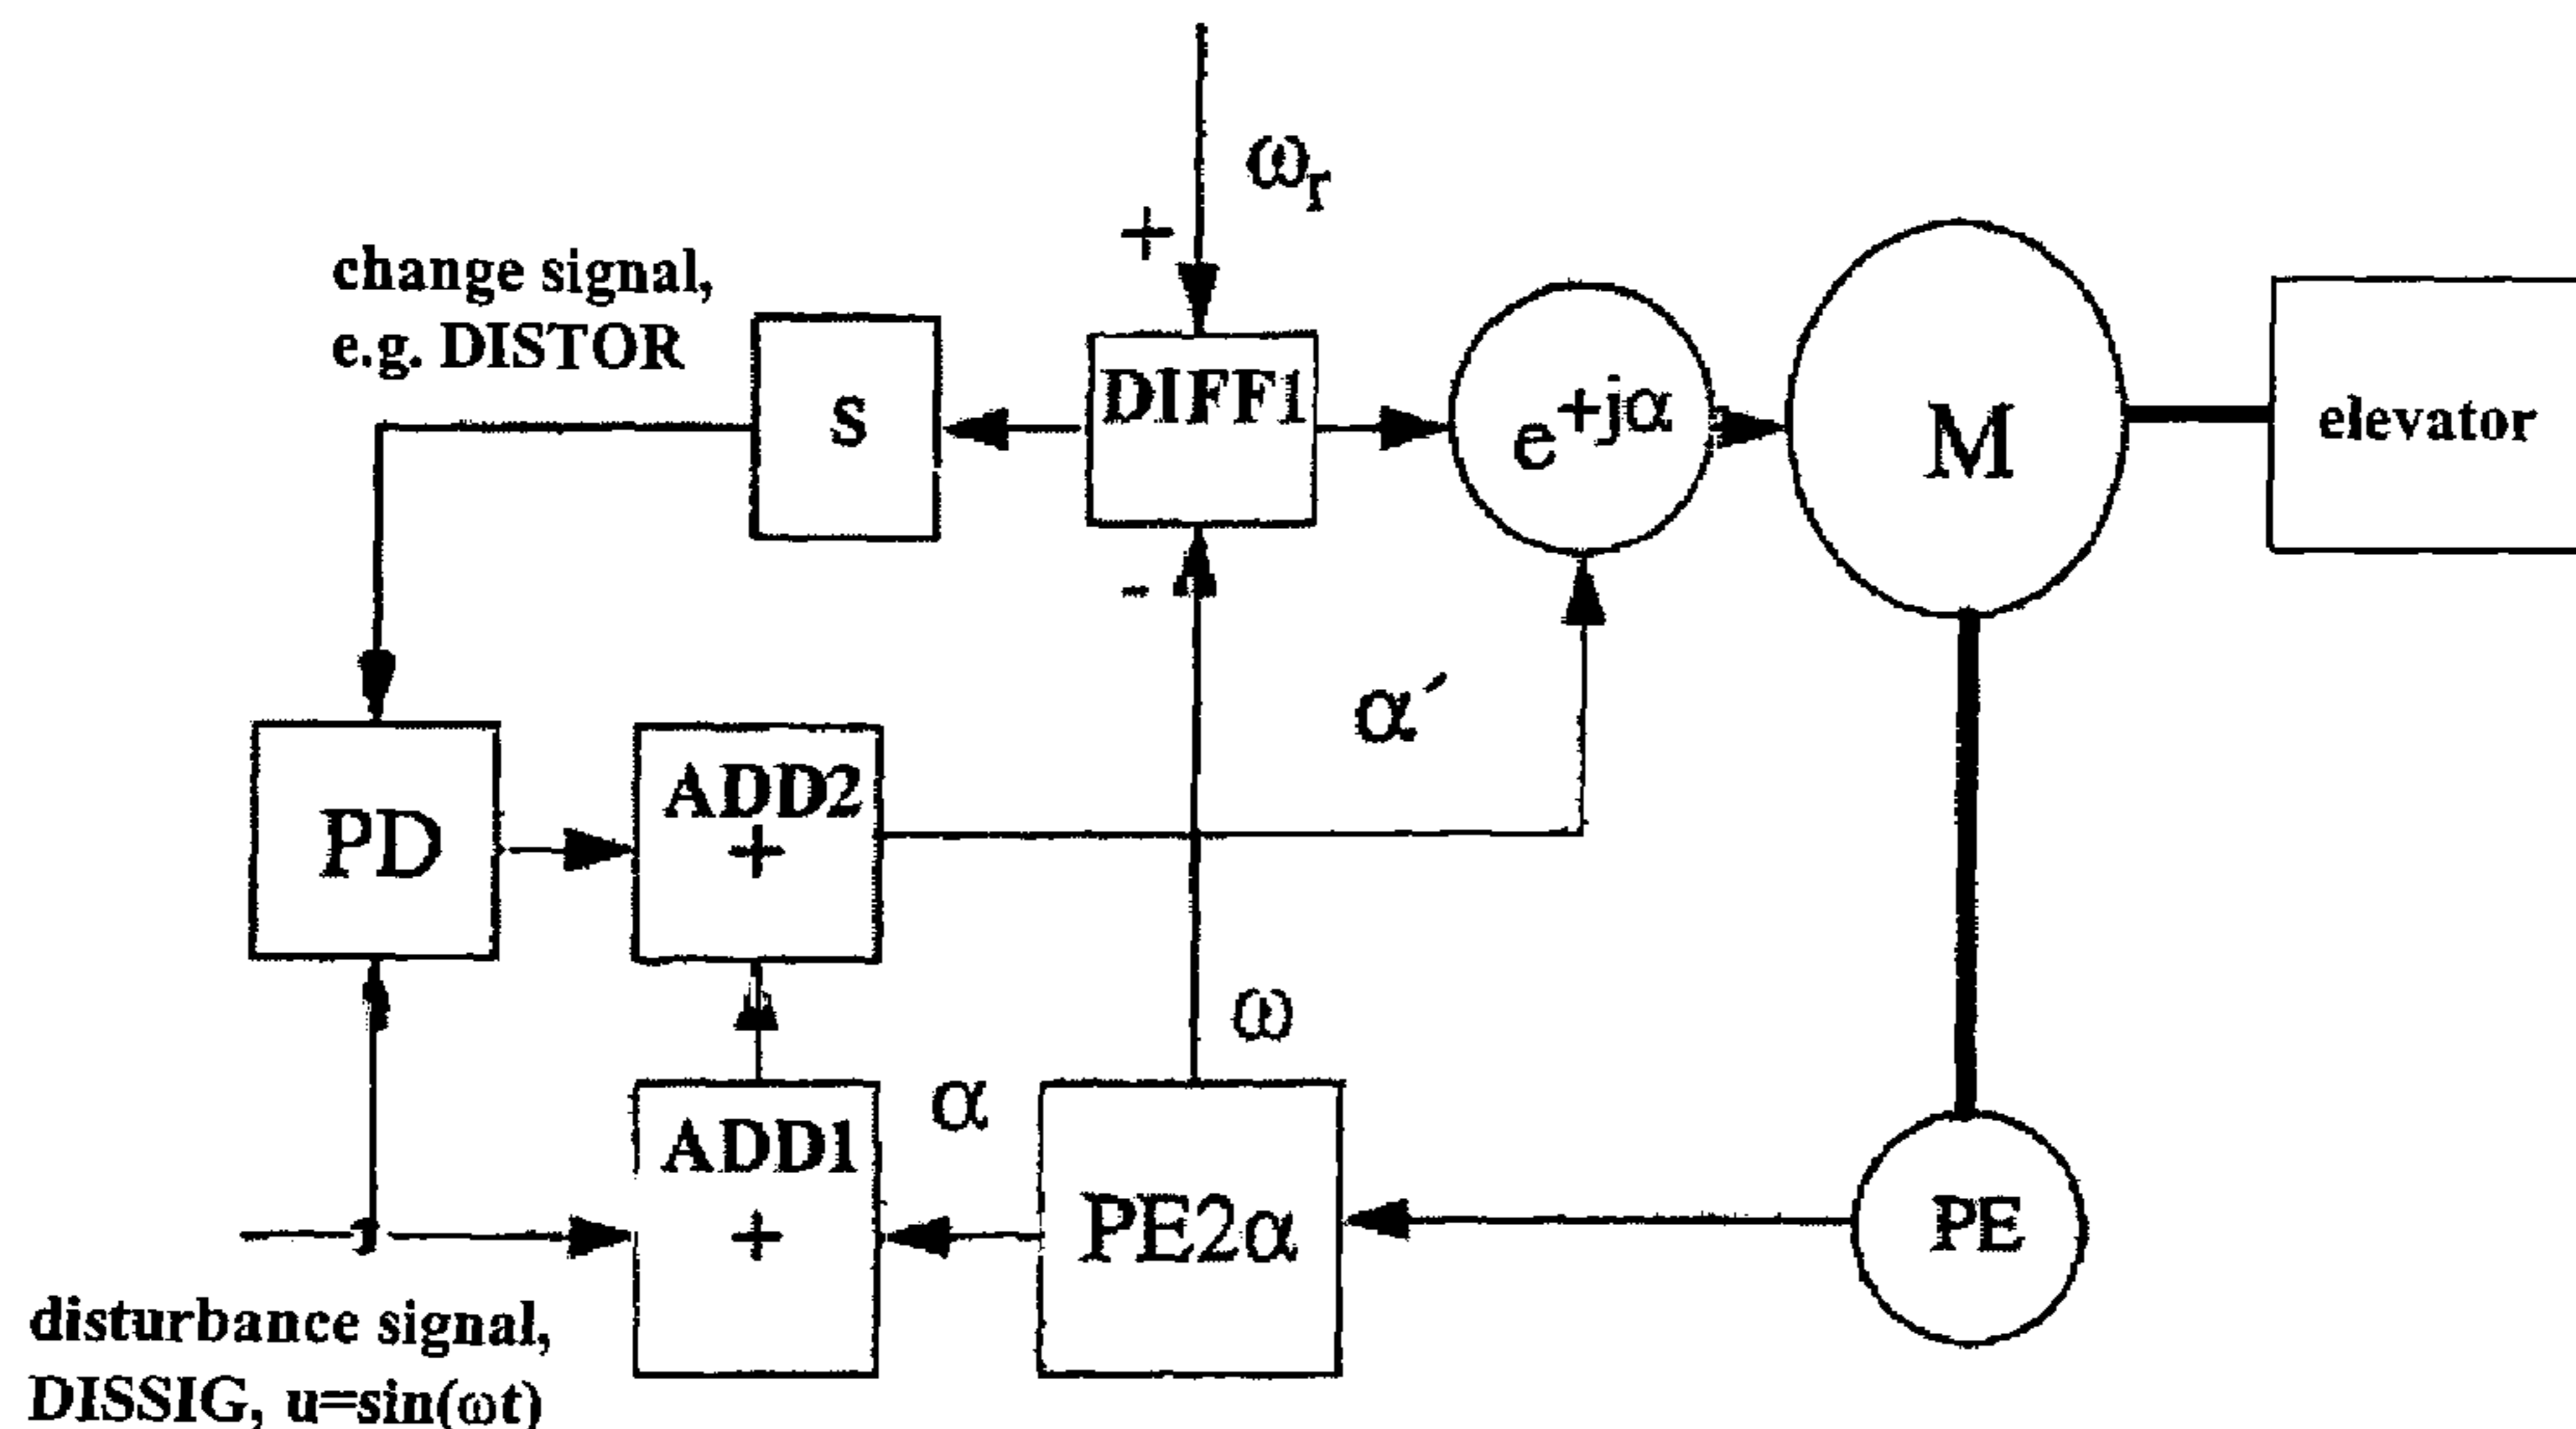 ωr
+
change signal,
e.g. DISTOR
S
DIFF1
e+jα
M
elevator
-
α´
PD
ADD2
+
ω
α
ADD1
+
PE2α
PE
disturbance signal,
DISSIG, u=sin(ωt)